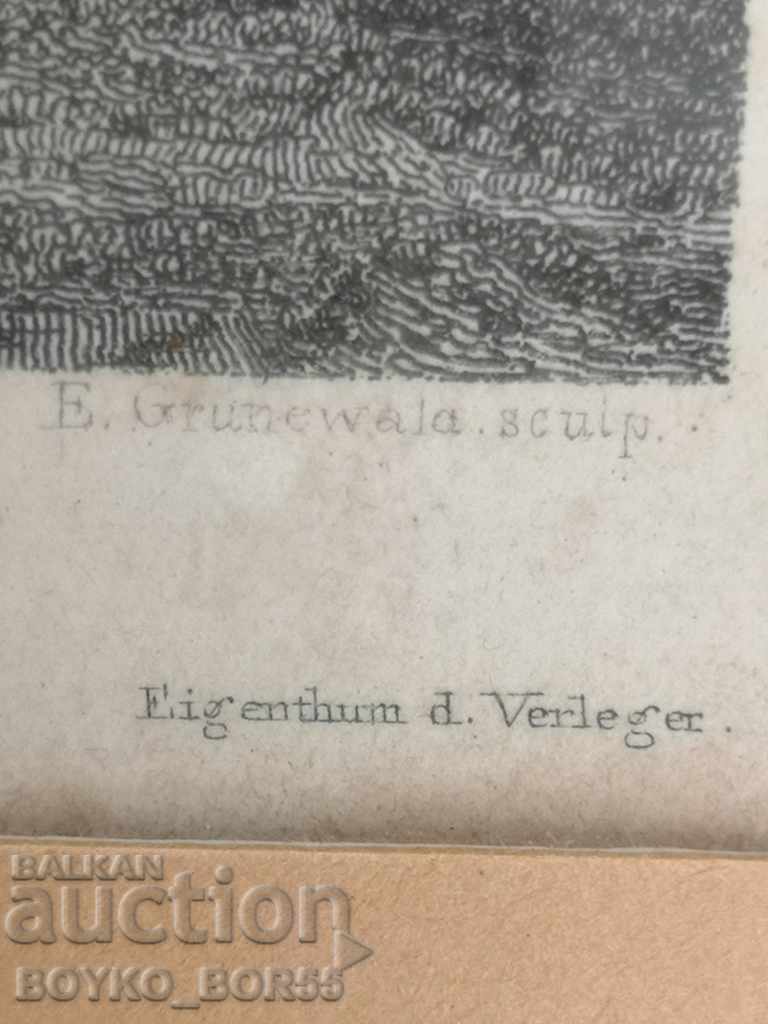 E. Grunewald. sculp.
Eigenthum d. Verleger.
BALKAN
auction
BOYKO_BOR55